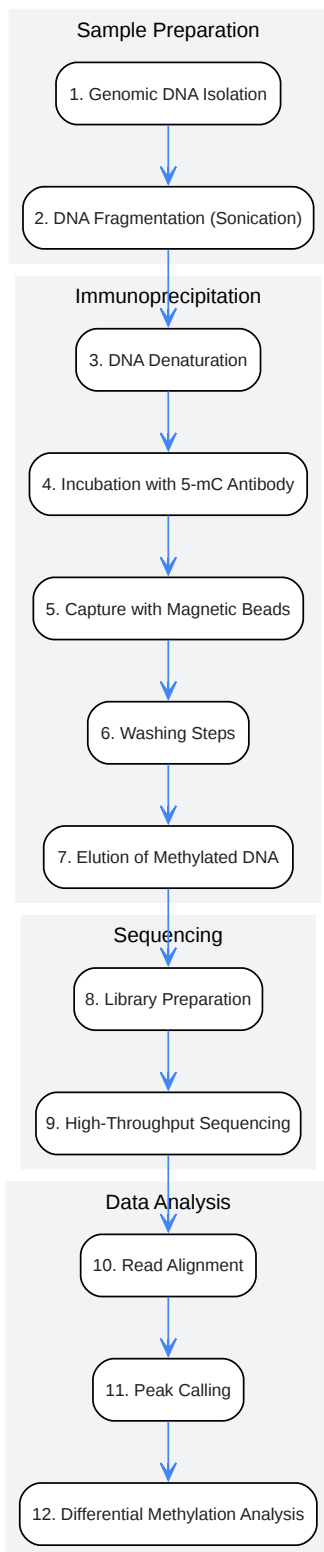 Sample Preparation
1. Genomic DNA Isolation
2. DNA Fragmentation (Sonication)
Immunoprecipitation
3. DNA Denaturation
4. Incubation with 5-mC Antibody
5. Capture with Magnetic Beads
6. Washing Steps
7. Elution of Methylated DNA
Sequencing
8. Library Preparation
9. High-Throughput Sequencing
Data Analysis
10. Read Alignment
11. Peak Calling
12. Differential Methylation Analysis